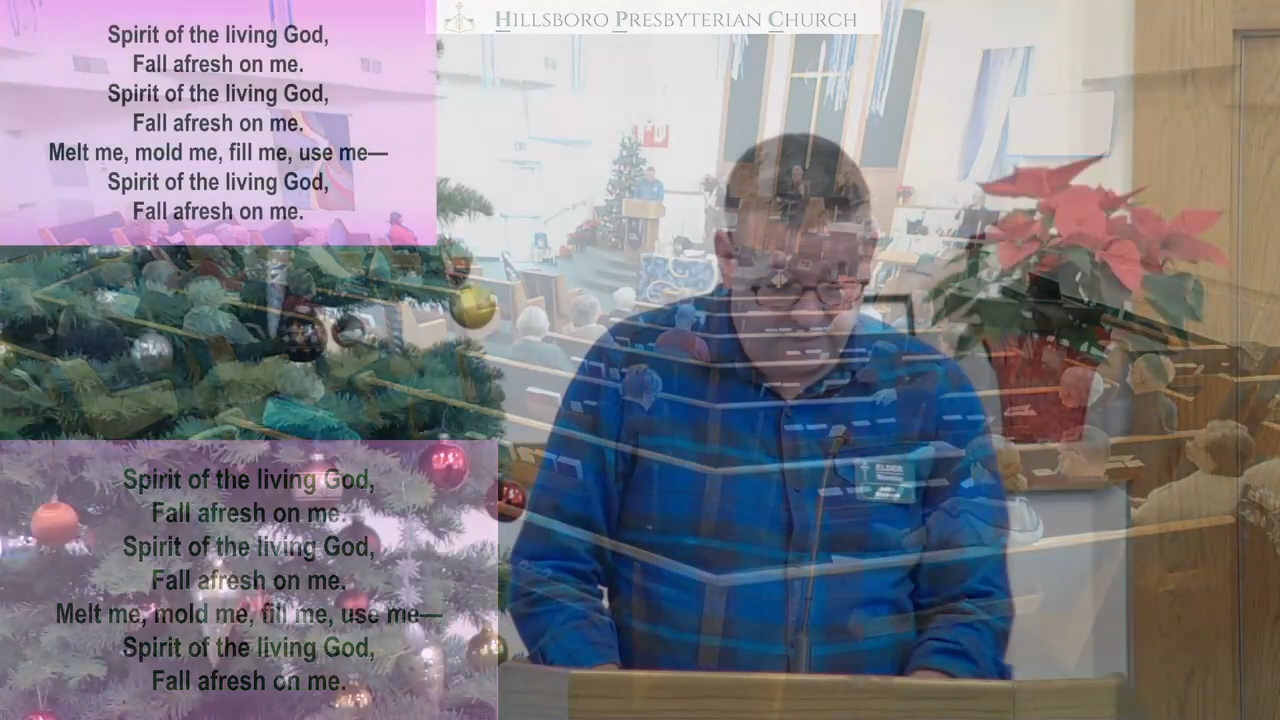 HILLSBORO PRESBYTERIAN CHURCH
Spirit of the living God,
Fall afresh on me.
Spirit of the living God,
Fall afresh on me.
Melt me, mold me, fill me, use me—
Spirit of the living God,
Fall afresh on me.
Spirit of the living God,
Fall afresh on me.
Spirit of the living God,
Fall afresh on me.
Melt me, mold me, fill me, use me—
Spirit of the living God,
Fall afresh on me.
ELDER